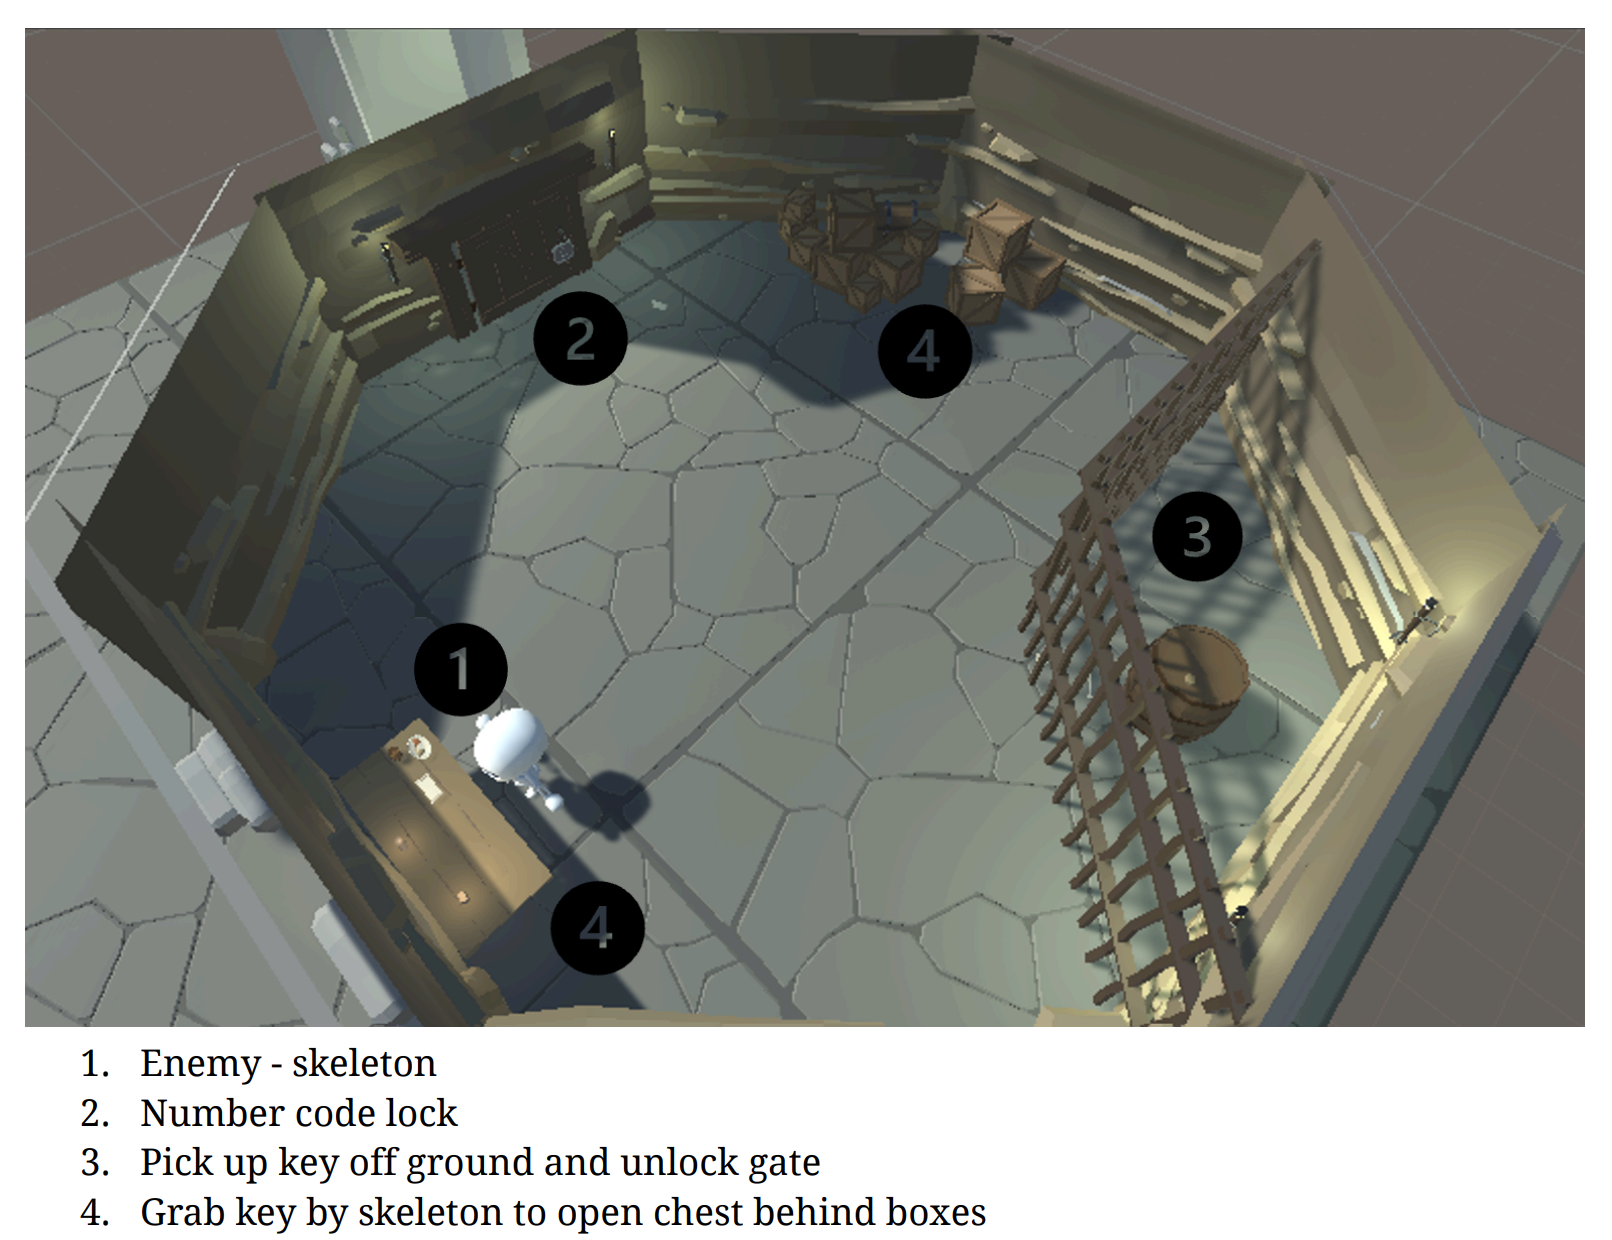 2
4
3
1
4
1. Enemy - skeleton
2. Number code lock
3. Pick up key off ground and unlock gate
4. Grab key by skeleton to open chest behind boxes